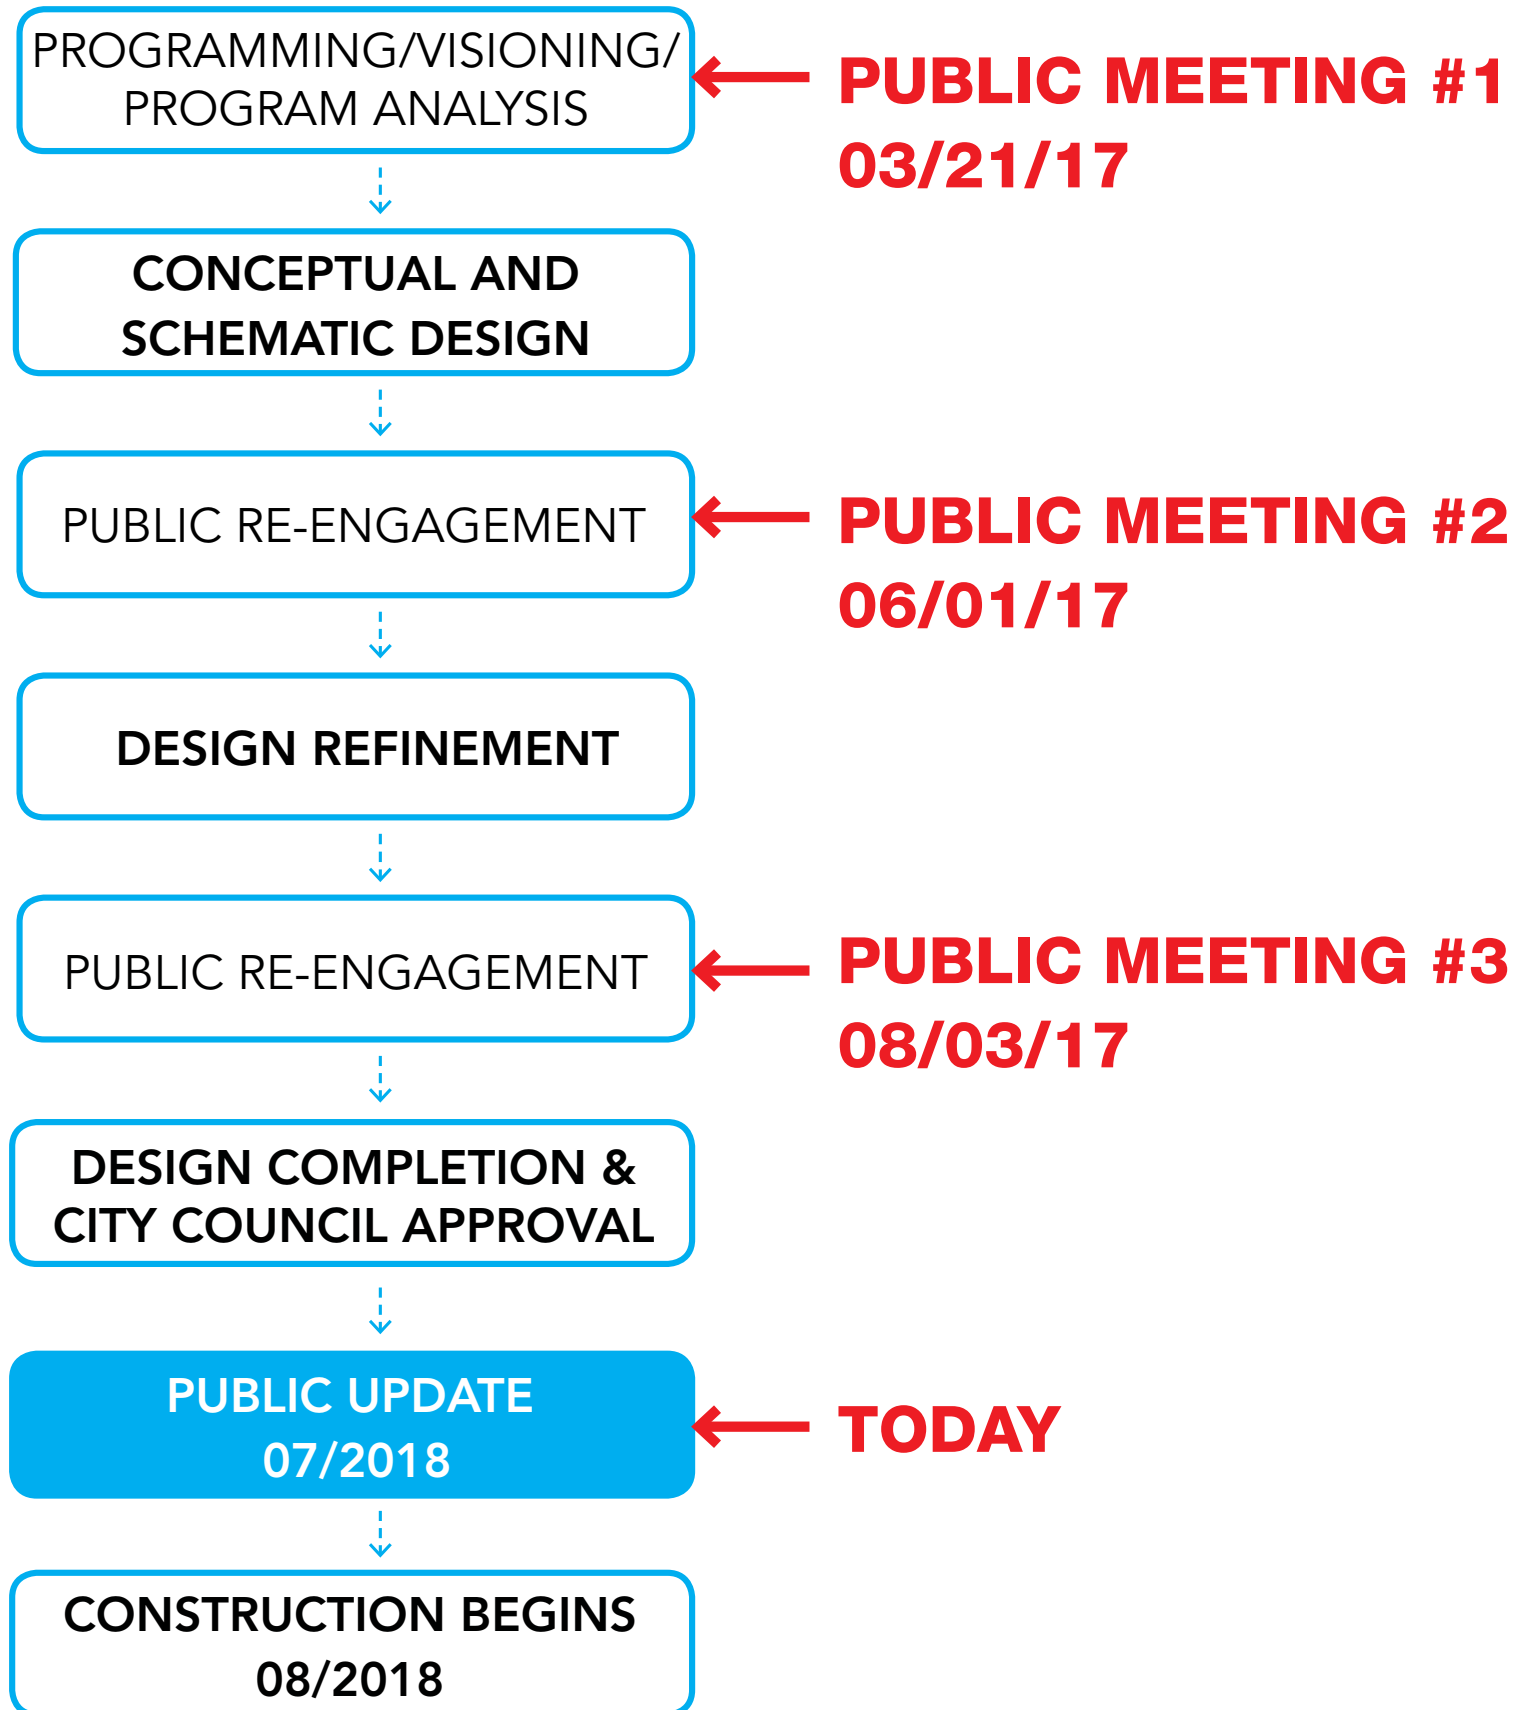 PROGRAMMING/VISIONING/
PROGRAM ANALYSIS
PUBLIC MEETING #1
03/21/17
CONCEPTUAL AND
SCHEMATIC DESIGN
PUBLIC RE-ENGAGEMENT
PUBLIC MEETING #2
06/01/17
DESIGN REFINEMENT
PUBLIC RE-ENGAGEMENT
PUBLIC MEETING #3
08/03/17
DESIGN COMPLETION &
CITY COUNCIL APPROVAL
PUBLIC UPDATE
07/2018
TODAY
CONSTRUCTION BEGINS
08/2018